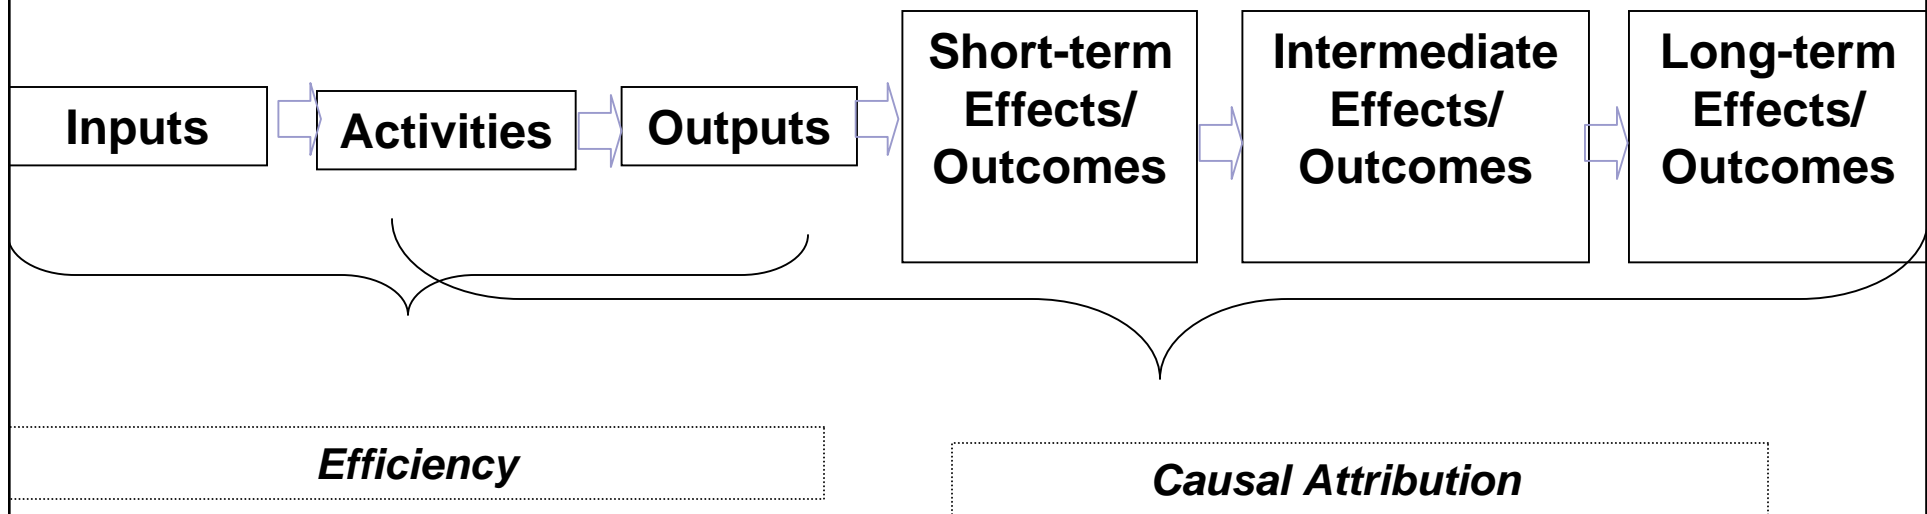 Inputs
Activities
Outputs
Short-term
Effects/
Outcomes
Intermediate
Effects/
Outcomes
Long-term
Effects/
Outcomes
Efficiency
Causal Attribution